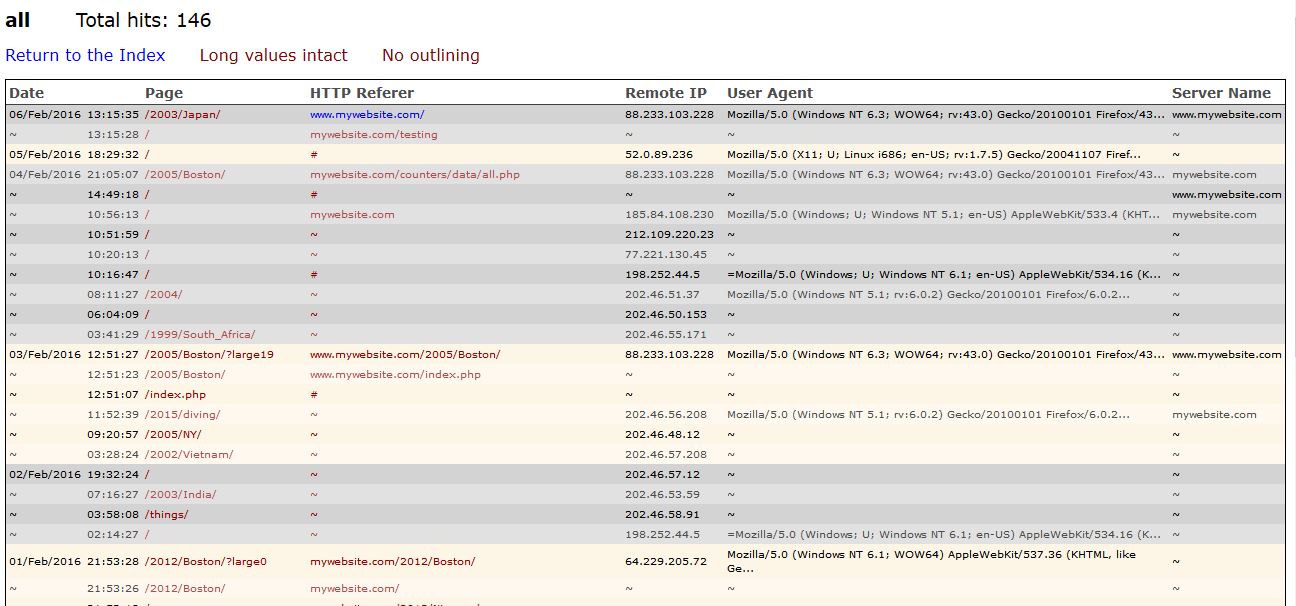 all Total hits: 146
Return to the Index Long values intact No outlining
Date Page HTTP Referer Remote IP User Agent Server Name
06/Feb/2016 13:15:35 /2003/Japan/ www.mywebsite.com/ 88.233.103.228 Mozilla/5.0 (Windows NT 6.3; WOW64; rv:43.0) Gecko/20100101 Firefox/43... www.mywebsite.com
~ 13:15:28 / mywebsite.com/testing ~ ~ ~
05/Feb/2016 18:29:32 / # 52.0.89.236 Mozilla/5.0 (X11; U; Linux i686; en-US; rv:1.7.5) Gecko/20041107 Firef... ~
04/Feb/2016 21:05:07 /2005/Boston/ mywebsite.com/counters/data/all.php 88.233.103.228 Mozilla/5.0 (Windows NT 6.3; WOW64; rv:43.0) Gecko/20100101 Firefox/43... mywebsite.com
~ 14:49:18 / # ~ ~ www.mywebsite.com
~ 10:56:13 / mywebsite.com 185.84.108.230 Mozilla/5.0 (Windows; U; Windows NT 5.1; en-US) AppleWebKit/533.4 (KHT... mywebsite.com
~ 10:51:59 / ~ 212.109.220.23 ~ ~
~ 10:20:13 / ~ 77.221.130.45 ~ ~
~ 10:16:47 / # 198.252.44.5 =Mozilla/5.0 (Windows; U; Windows NT 6.1; en-US) AppleWebKit/534.16 (K... ~
~ 08:11:27 /2004/ ~ 202.46.51.37 Mozilla/5.0 (Windows NT 5.1; rv:6.0.2) Gecko/20100101 Firefox/6.0.2... ~
~ 06:04:09 / ~ 202.46.50.153 ~ ~
~ 03:41:29 /1999/South_Africa/ ~ 202.46.55.171 ~ ~
03/Feb/2016 12:51:27 /2005/Boston/?large19 www.mywebsite.com/2005/Boston/ 88.233.103.228 Mozilla/5.0 (Windows NT 6.3; WOW64; rv:43.0) Gecko/20100101 Firefox/43... www.mywebsite.com
~ 12:51:23 /2005/Boston/ www.mywebsite.com/index.php ~ ~ ~
~ 12:51:07 /index.php # ~ ~ ~
~ 11:52:39 /2015/diving/ ~ 202.46.56.208 Mozilla/5.0 (Windows NT 5.1; rv:6.0.2) Gecko/20100101 Firefox/6.0.2... mywebsite.com
~ 09:20:57 /2005/NY/ ~ 202.46.48.12 ~ ~
~ 03:28:24 /2002/Vietnam/ ~ 202.46.57.208 ~ ~
02/Feb/2016 19:32:24 / ~ 202.46.57.12 ~ ~
~ 07:16:27 /2003/India/ ~ 202.46.53.59 ~ ~
~ 03:58:08 /things/ ~ 202.46.58.91 ~ ~
~ 02:14:27 / ~ 198.252.44.5 =Mozilla/5.0 (Windows; U; Windows NT 6.1; en-US) AppleWebKit/534.16 (K... ~
01/Feb/2016 21:53:28 /2012/Boston/?large0 mywebsite.com/2012/Boston/ 64.229.205.72 Mozilla/5.0 (Windows NT 6.1; WOW64) AppleWebKit/537.36 (KHTML, like
Ge... ~
~ 21:53:26 /2012/Boston/ mywebsite.com/ ~ ~ ~